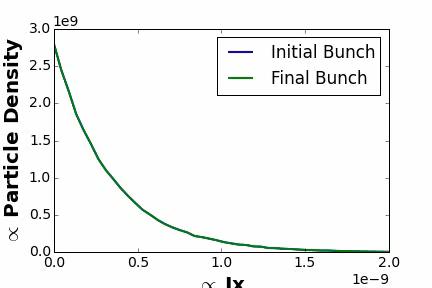 1e9
3.0
2.5
2.0
1.5
1.0
0.5
0.0
∝ Particle Density
Initial Bunch
Final Bunch
0.0 0.5 1.0 1.5 2.0
1e−9
∝ Jx